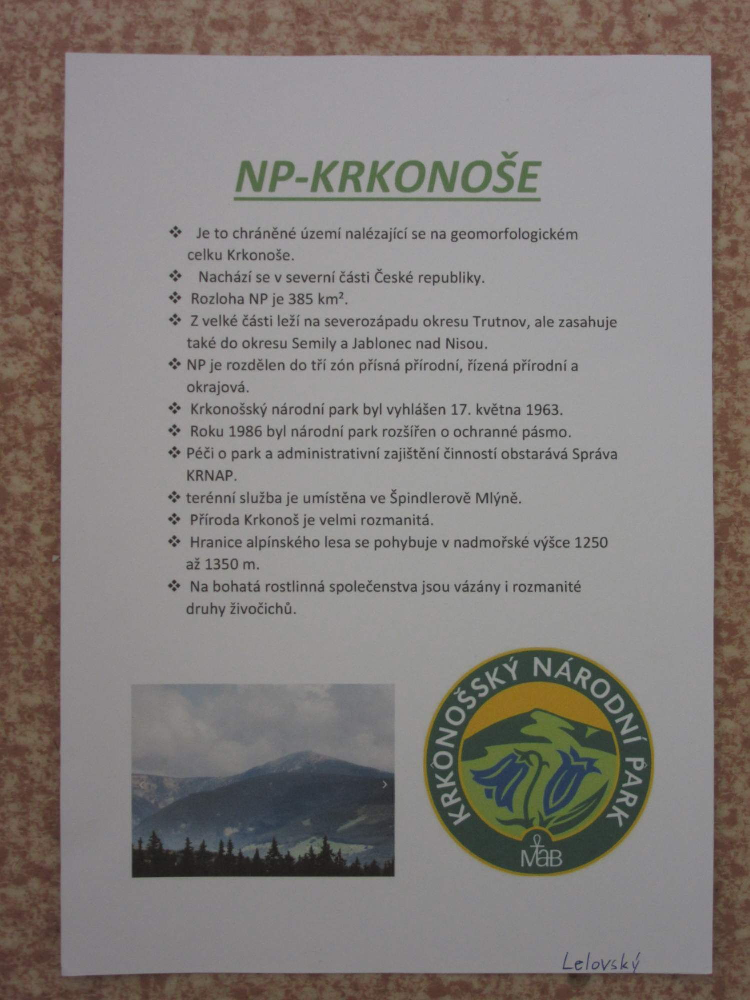 NP-KRKONOŠE
❖ Je to chráněné území nalézající se na geomorfologickém
celku Krkonoše.
❖ Nachází se v severní části České republiky.
❖ Rozloha NP je 385 km².
❖ Z velké části leží na severozápadu okresu Trutnov, ale zasahuje
také do okresu Semily a Jablonec nad Nisou.
❖ NP je rozdělen do tří zón přísná přírodní, řízená přírodní a
okrajová.
❖ Krkonošský národní park byl vyhlášen 17. května 1963.
❖ Roku 1986 byl národní park rozšířen o ochranné pásmo.
❖ Péči o park a administrativní zajištění činností obstarává Správa
KRNAP.
❖ terénní služba je umístěna ve Špindlerově Mlýně.
❖ Příroda Krkonoš je velmi rozmanitá.
❖ Hranice alpínského lesa se pohybuje v nadmořské výšce 1250
až 1350 m.
❖ Na bohatá rostlinná společenstva jsou vázány i rozmanité
druhy živočichů.
KRKONOŠSKÝ NÁRODNÍ PARK
MaB
Lelovský